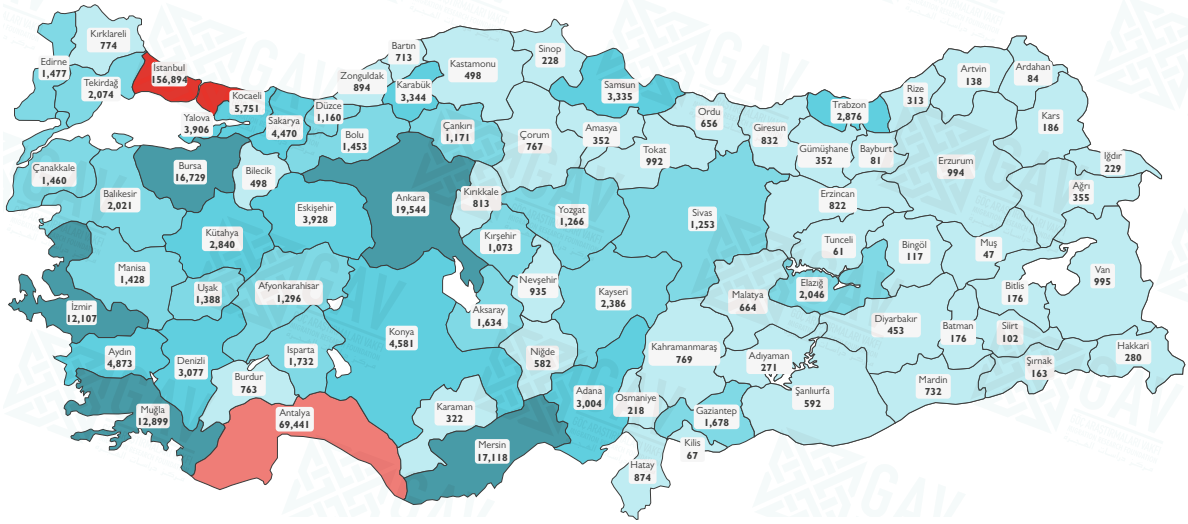 Kırklareli
774
Edirne
1,477
Tekirdağ
2,074
Istanbul
156,894
Kocaeli
5,751
Yalova
3,906
Sakarya
4,470
Düzce
1,160
Zonguldak
894
Bartın
713
Karabük
3,344
Kastamonu
498
Sinop
228
Samsun
3,335
Bolu
1,453
Çankırı
1,171
Çorum
767
Amasya
352
Tokat
992
Ordu
656
Giresun
832
Trabzon
2,876
Gümüşhane
352
Bayburt
81
Rize
313
Artvin
138
Ardahan
84
Kars
186
Iğdır
229
Ağrı
355
Erzurum
994
Erzincan
822
Çanakkale
1,460
Balıkesir
2,021
Bursa
16,729
Bilecik
498
Eskişehir
3,928
Ankara
19,544
Kırıkkale
813
Kırşehir
1,073
Yozgat
1,266
Sivas
1,253
Tunceli
61
Bingöl
117
Muş
47
Bitlis
176
Van
995
Kütahya
2,840
Manisa
1,428
Uşak
1,388
Afyonkarahisar
1,296
İzmir
12,107
Aydın
4,873
Denizli
3,077
Burdur
763
Isparta
1,732
Konya
4,581
Aksaray
1,634
Nevşehir
935
Kayseri
2,386
Niğde
582
Malatya
664
Elazığ
2,046
Diyarbakır
453
Batman
176
Siirt
102
Şırnak
163
Hakkari
280
Muğla
12,899
Antalya
69,441
Karaman
322
Mersin
17,118
Adana
3,004
Osmaniye
218
Kahramanmaraş
769
Adıyaman
271
Gaziantep
1,678
Kilis
67
Hatay
874
Şanlıurfa
592
Mardin
732
GAV